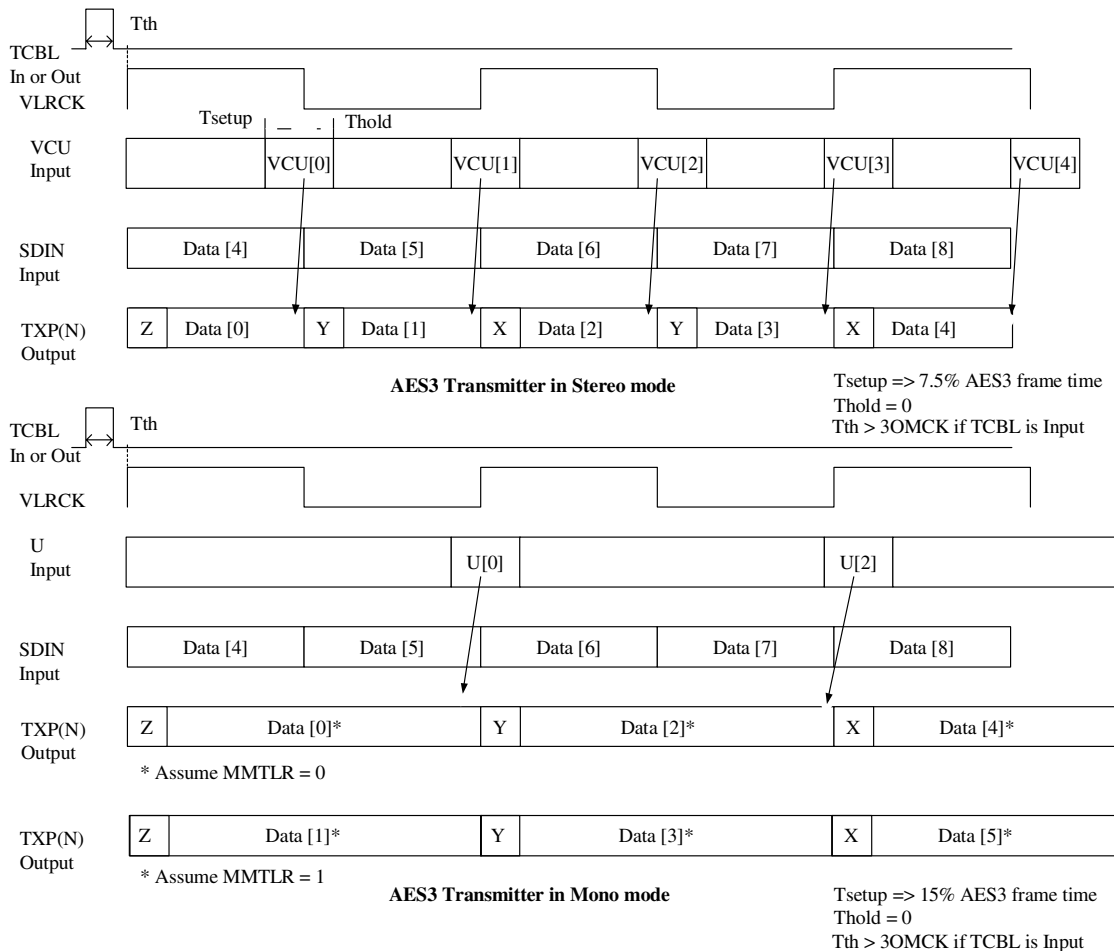 Tth
TCBL
In or Out
VLRCK
Tsetup Thold
VCU
Input
VCU[0] VCU[1] VCU[2] VCU[3] VCU[4]
SDIN
Input
Data [4] Data [5] Data [6] Data [7] Data [8]
TXP(N)
Output
Z Data [0] Y Data [1] X Data [2] Y Data [3] X Data [4]
AES3 Transmitter in Stereo mode
Tsetup => 7.5% AES3 frame time
Thold = 0
Tth > 3OMCK if TCBL is Input
Tth
TCBL
In or Out
VLRCK
U
Input
U[0] U[2]
SDIN
Input
Data [4] Data [5] Data [6] Data [7] Data [8]
TXP(N)
Output
Z Data [0]* Y Data [2]* X Data [4]*
* Assume MMTLR = 0
TXP(N)
Output
Z Data [1]* Y Data [3]* X Data [5]*
* Assume MMTLR = 1
AES3 Transmitter in Mono mode
Tsetup => 15% AES3 frame time
Thold = 0
Tth > 3OMCK if TCBL is Input